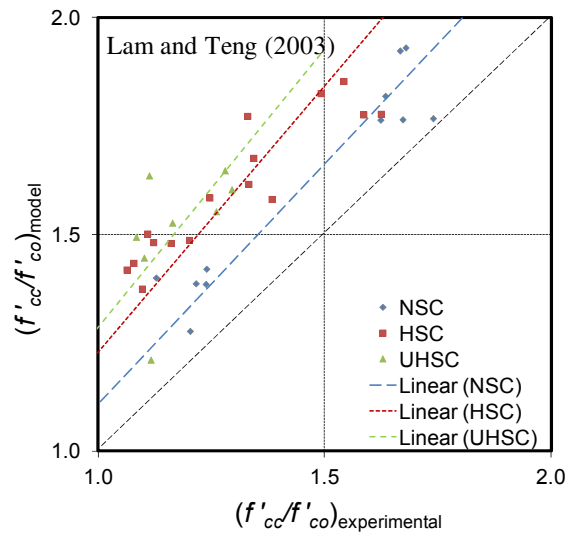 2.0
Lam and Teng (2003)
(f'cc/f'co)model
1.5
NSC
HSC
UHSC
Linear (NSC)
Linear (HSC)
Linear (UHSC)
1.0
1.0
1.5
2.0
(f'cc/f'co)experimental